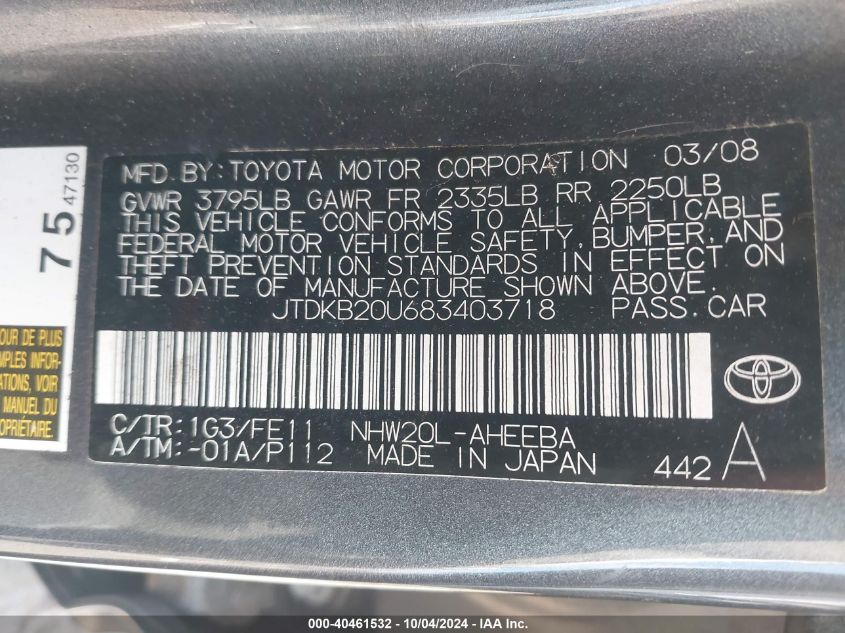 MFD BY:TOYOTA MOTOR CORPORATION 03/08
GVWR 3795LB GAWR FR 2335LB RR 2250LB
THIS VEHICLE CONFORMS TO ALL APPLICABLE
FEDERAL MOTOR VEHICLE SAFETY,BUMPER,AND
THEFT PREVENTION STANDARDS IN EFFECT ON
THE DATE OF MANUFACTURE SHOWN ABOVE.
JTDKB20U683403718 PASS.CAR
C/TR:1G3/FE11 NHW20L-AHEEBA
A/TM:-01A/P112 MADE IN JAPAN 442 A
75 47130
OUR DE PLUS
MPLES INFOR-
ATIONS, VOIR
MANUEL DU
OPRIÉTAIRE.
000-40461532 - 10/04/2024 - IAA Inc.